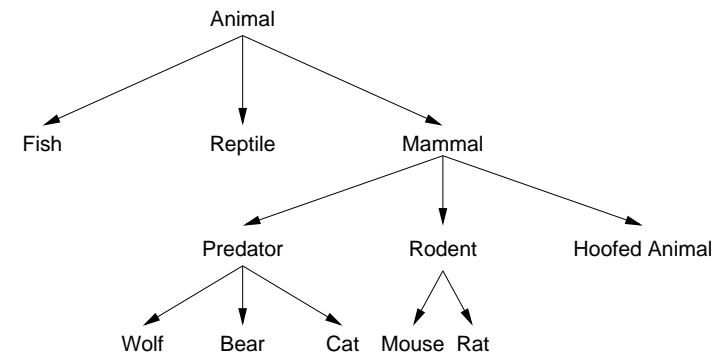 Animal
Fish Reptile Mammal
Predator Rodent Hoofed Animal
Wolf Bear Cat Mouse Rat